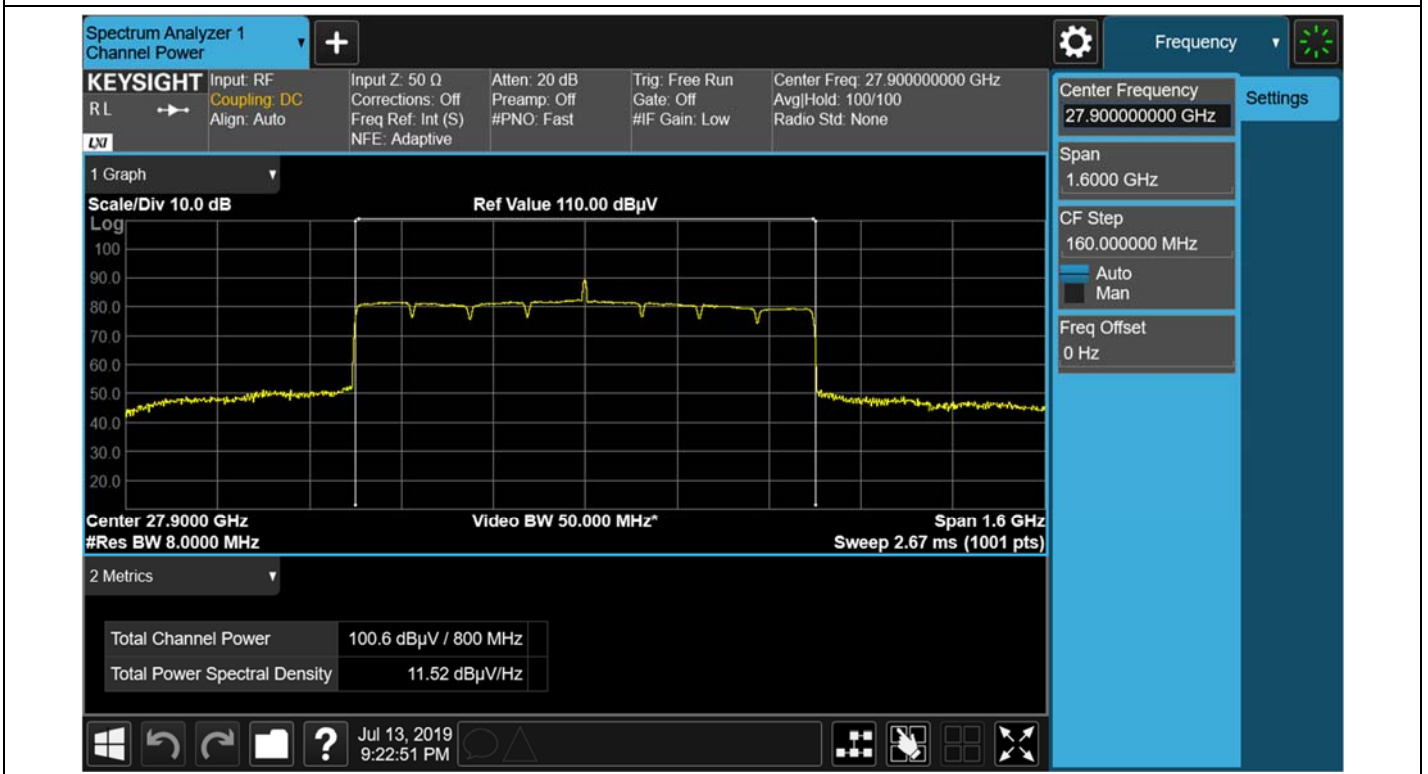 Spectrum Analyzer 1
Channel Power
+
Frequency
KEYSIGHT
R L
LXI
Input: RF
Coupling: DC
Align: Auto
Input Z: 50 Ω
Corrections: Off
Freq Ref: Int (S)
NFE: Adaptive
Atten: 20 dB
Preamp: Off
#PNO: Fast
Trig: Free Run
Gate: Off
#IF Gain: Low
Center Freq: 27.900000000 GHz
Avg|Hold: 100/100
Radio Std: None
Center Frequency
27.900000000 GHz
Settings
Span
1.6000 GHz
CF Step
160.000000 MHz
Auto
Man
Freq Offset
0 Hz
1 Graph
Scale/Div 10.0 dB
Ref Value 110.00 dBµV
Log
100
90.0
80.0
70.0
60.0
50.0
40.0
30.0
20.0
Center 27.9000 GHz
Video BW 50.000 MHz*
Span 1.6 GHz
#Res BW 8.0000 MHz
Sweep 2.67 ms (1001 pts)
2 Metrics
Total Channel Power 100.6 dBµV / 800 MHz
Total Power Spectral Density 11.52 dBµV/Hz
?
Jul 13, 2019
9:22:51 PM